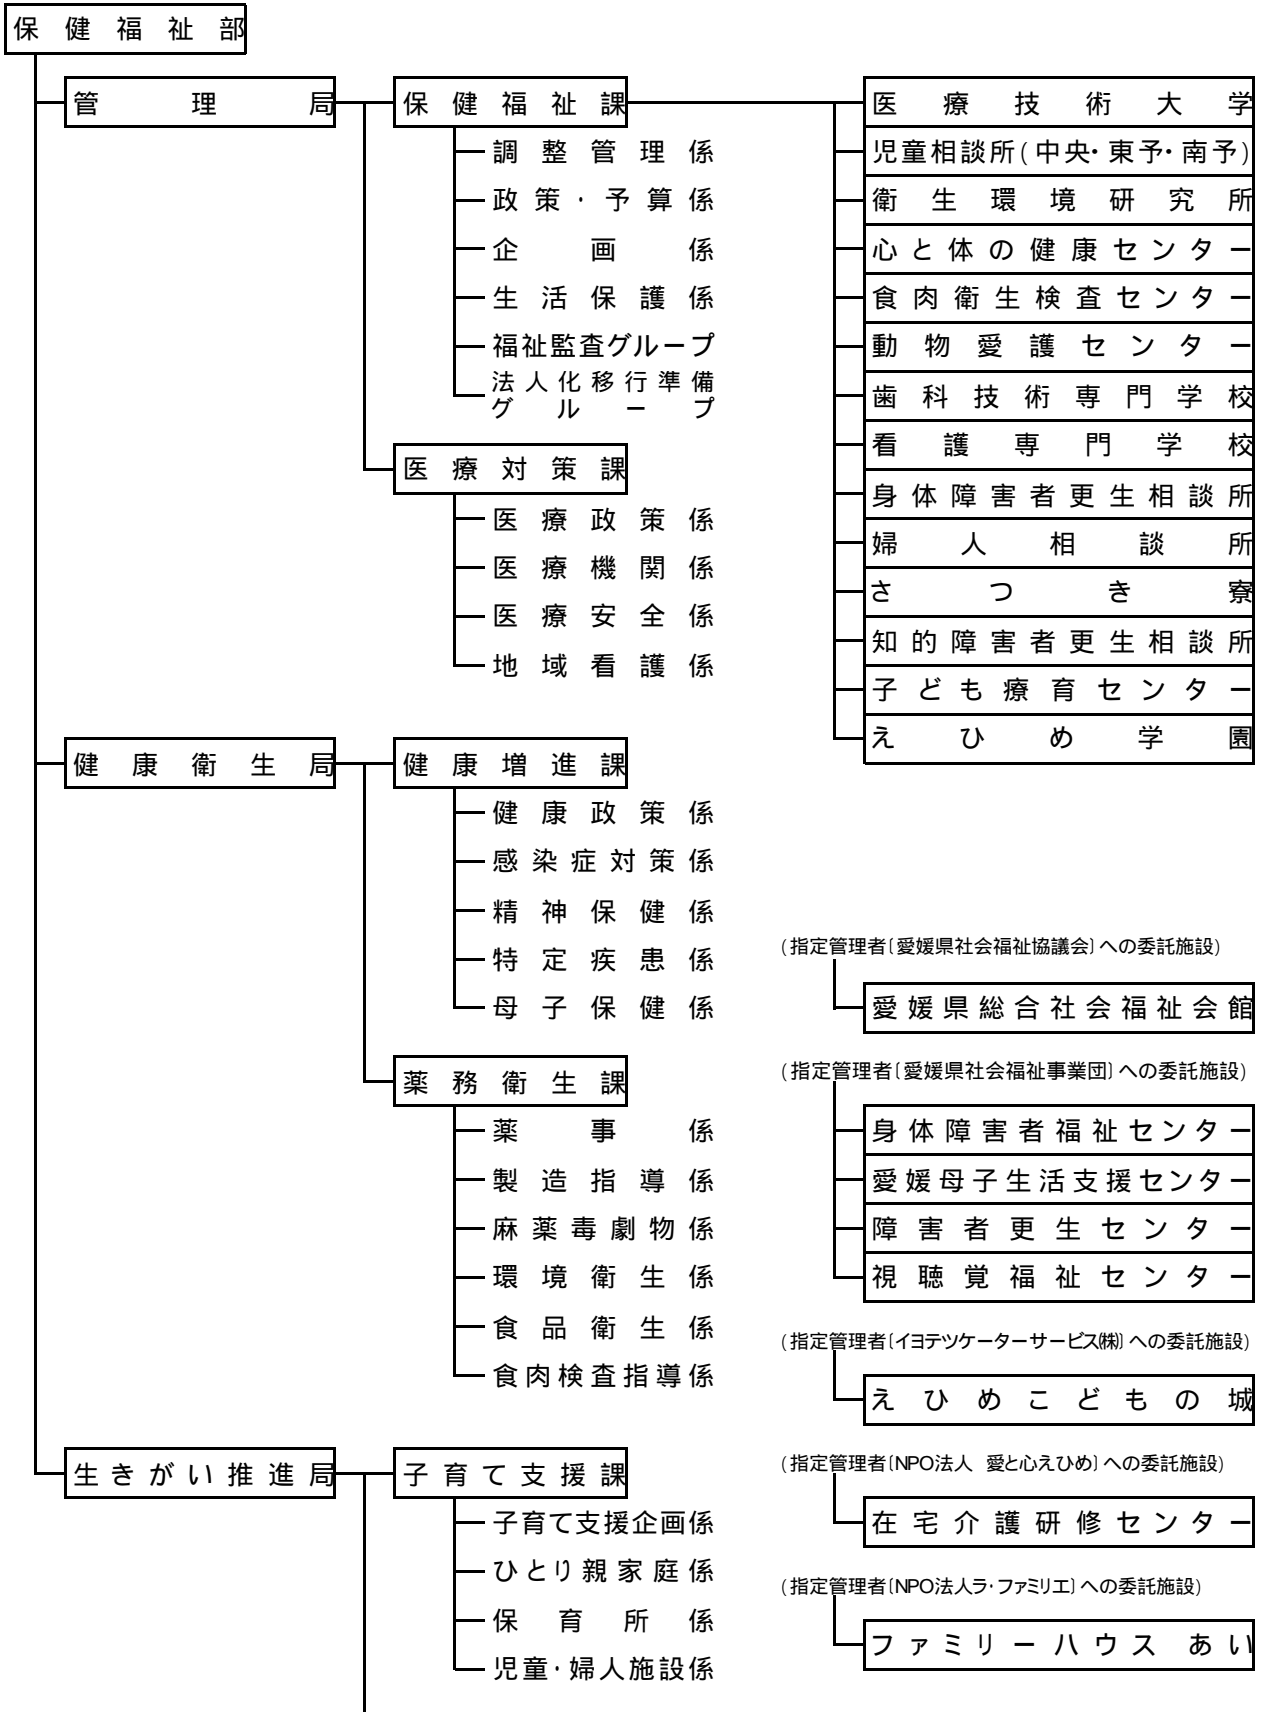 保健福祉部
管理局
保健福祉課
調整管理係
政策・予算係
企画係
生活保護係
福祉監査グループ
法人化移行準備
グループ
医療対策課
医療政策係
医療機関係
医療安全係
地域看護係
医療技術大学
児童相談所(中央・東予・南予)
衛生環境研究所
心と体の健康センター
食肉衛生検査センター
動物愛護センター
歯科技術専門学校
看護専門学校
身体障害者更生相談所
婦人相談所
さつき寮
知的障害者更生相談所
子ども療育センター
えひめ学園
健康衛生局
健康増進課
健康政策係
感染症対策係
精神保健係
特定疾患係
母子保健係
薬務衛生課
薬事係
製造指導係
麻薬毒劇物係
環境衛生係
食品衛生係
食肉検査指導係
(指定管理者〔愛媛県社会福祉協議会〕への委託施設)
愛媛県総合社会福祉会館
(指定管理者〔愛媛県社会福祉事業団〕への委託施設)
身体障害者福祉センター
愛媛母子生活支援センター
障害者更生センター
視聴覚福祉センター
(指定管理者〔イヨテツケーターサービス㈱〕への委託施設)
えひめこどもの城
生きがい推進局
子育て支援課
子育て支援企画係
ひとり親家庭係
保育所係
児童・婦人施設係
(指定管理者〔NPO法人 愛と心えひめ〕への委託施設)
在宅介護研修センター
(指定管理者〔NPO法人ラ・ファミリエ〕への委託施設)
ファミリーハウス あい